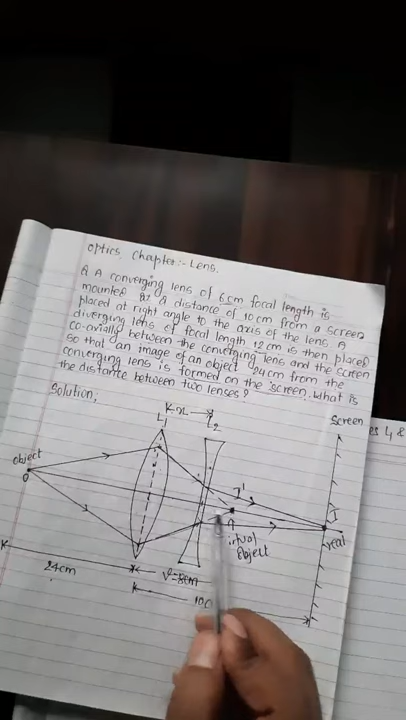 optics, Chapter:- Lens.
Q A converging lens of 6cm focal length is
mounted at a distance of 10cm from a screen
placed at right angle to the axis of the lens A
diverging lens of focal length 12cm is then placed
co-axially between the converging lens and the screen
so that an image of an object 24cm from the
converging lens is formed on the screen. What is
the distance between two lenses?
Solution;
Screen
K x →
L1 L2
object
O
I'
I
virtual
object
real
24cm
V=8cm
10c